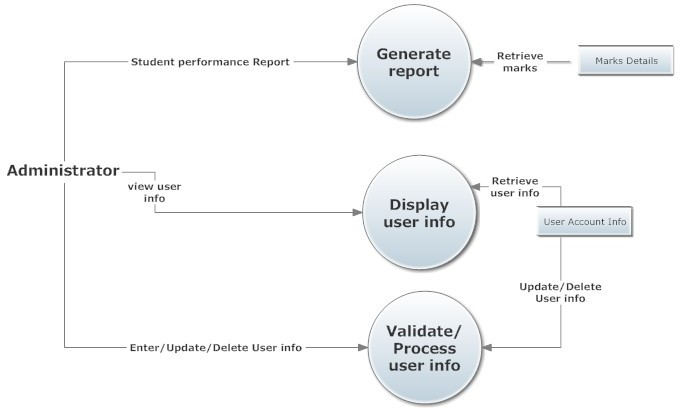 Generate
report
Student performance Report
Retrieve
marks
Marks Details
Administrator
view user
info
Display
user info
Retrieve
user info
User Account Info
Update/Delete
User info
Enter/Update/Delete User info
Validate/
Process
user info